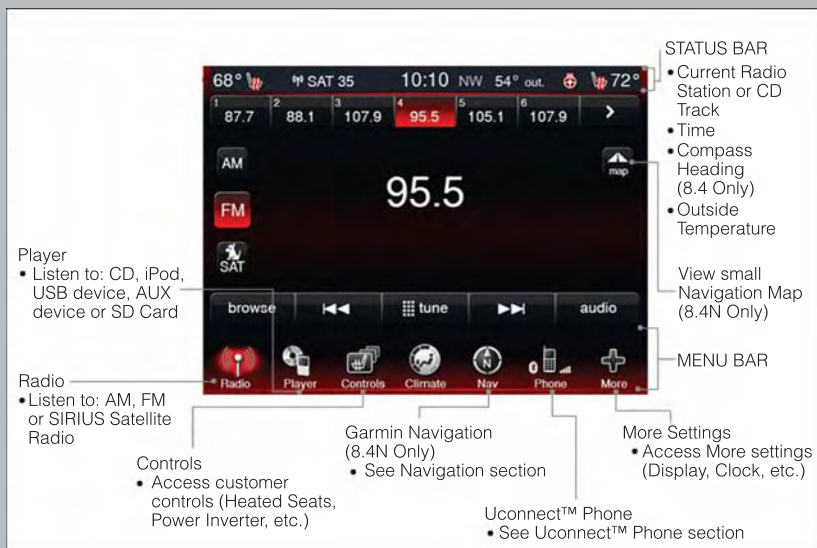 68°
SAT 35
10:10 NW 54° out.
72°
1 87.7
2 88.1
3 107.9
4 95.5
5 105.1
6 107.9
>
AM
FM
SAT
95.5
map
browse
tune
audio
Radio
Player
Controls
Climate
Nav
0
Phone
More
STATUS BAR
• Current Radio
Station or CD
Track
• Time
• Compass
Heading
(8.4 Only)
• Outside
Temperature
View small
Navigation Map
(8.4N Only)
MENU BAR
Player
• Listen to: CD, iPod,
USB device, AUX
device or SD Card
Radio
• Listen to: AM, FM
or SIRIUS Satellite
Radio
Controls
• Access customer
controls (Heated Seats,
Power Inverter, etc.)
Garmin Navigation
(8.4N Only)
• See Navigation section
Uconnect™ Phone
• See Uconnect™ Phone section
More Settings
• Access More settings
(Display, Clock, etc.)